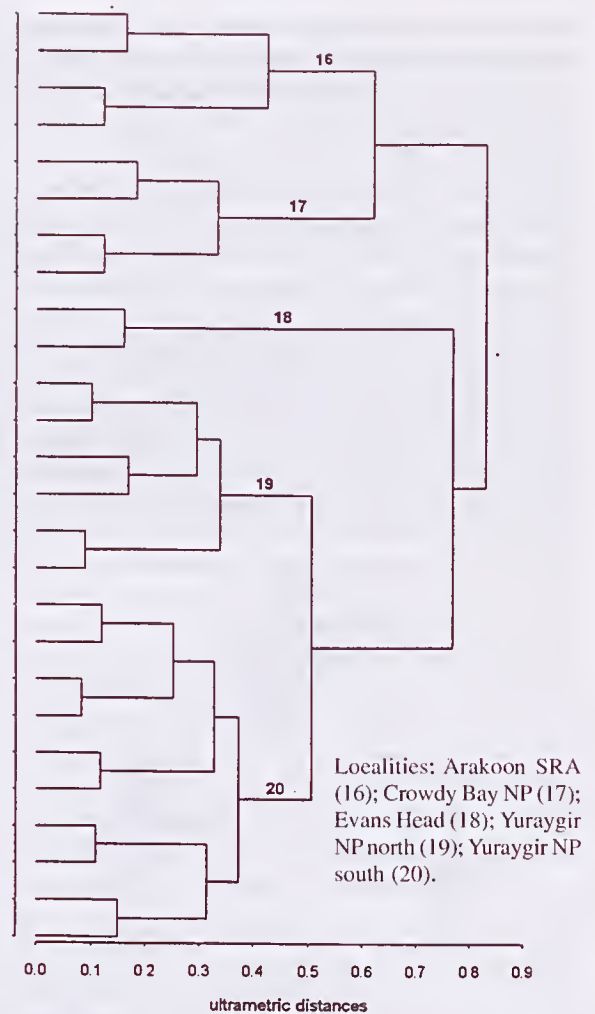 16
17
18
19
20
Loealities: Arakoon SRA
(16); Crowdy Bay NP (17);
Evans Head (18); Yuraygir
NP north (19); Yuraygir NP
south (20).
0.0 0.1 0 2 0.3 0.4 0.5 0.6 0.7 0.8 0.9
ultrametric distances